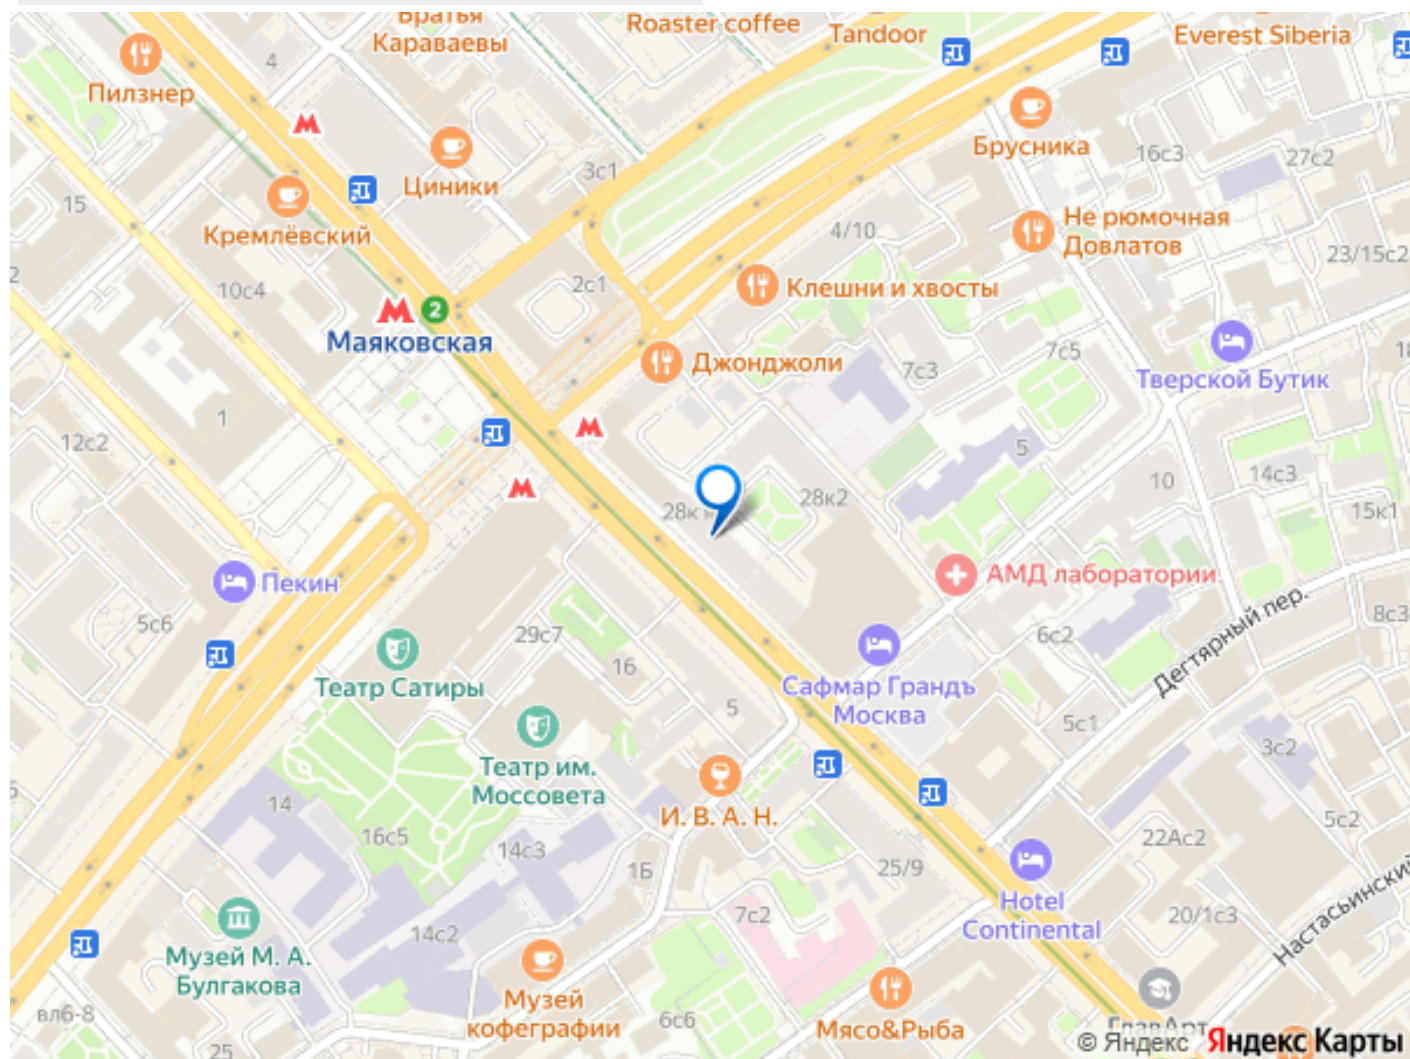 Братья
Караваевы
Roaster coffee
Tandoor
Everest Siberia
4
Пилзнер
М
Циники
3с1
Брусника
16с3
27с2
15
Кремлёвский
4/10
Не рюмочная
Довлатов
23/15с2
2
10с4
2с1
Клешни и хвосты
М 2
Маяковская
Джонджоли
7с3
7с5
Тверской Бутик
1
12с2
М
5
14с3
10
М
28к
28к2
15к1
Пекин
АМД лаборатории
5с6
29с7
16
6с2
Дегтярный пер.
8с3
Театр Сатиры
Сафмар Грандъ
Москва
5
5с1
3с2
Театр им.
Моссовета
И. В. А. Н.
14
16с5
14с3
1Б
25/9
22Ас2
5с2
Hotel
Continental
7с2
20/1с3
Настасьинский
14с2
Музей М. А.
Булгакова
Музей
кофеграфии
Мясо&Рыба
вл6-8
6с6
25
ГлавАрт
© Яндекс Яндекс Карты